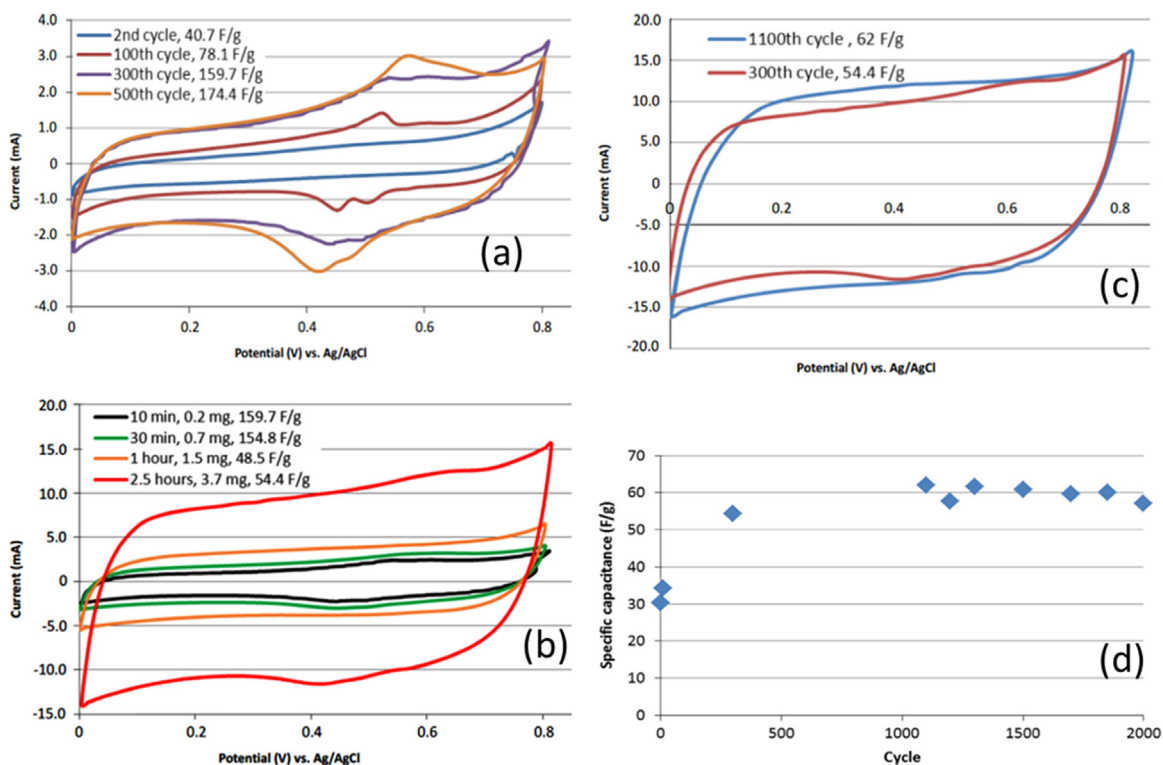 2nd cycle, 40.7 F/g
100th cycle, 78.1 F/g
300th cycle, 159.7 F/g
500th cycle, 174.4 F/g
4.0
3.0
2.0
1.0
0
-1.0
-2.0
-3.0
-4.0
Current (mA)
(a)
0
0.2
0.4
0.6
0.8
Potential (V) vs. Ag/AgCl
1100th cycle , 62 F/g
300th cycle, 54.4 F/g
20.0
15.0
10.0
5.0
0
-5.0
-10.0
-15.0
-20.0
Current (mA)
0
0.2
0.4
0.6
0.8
(c)
Potential (V) vs. Ag/AgCl
10 min, 0.2 mg, 159.7 F/g
30 min, 0.7 mg, 154.8 F/g
1 hour, 1.5 mg, 48.5 F/g
2.5 hours, 3.7 mg, 54.4 F/g
20.0
15.0
10.0
5.0
0
-5.0
-10.0
-15.0
Current (mA)
(b)
0
0.2
0.4
0.6
0.8
Potential (V) vs. Ag/AgCl
70
60
50
40
30
20
10
0
Specific capacitance (F/g)
(d)
0
500
1000
1500
2000
Cycle